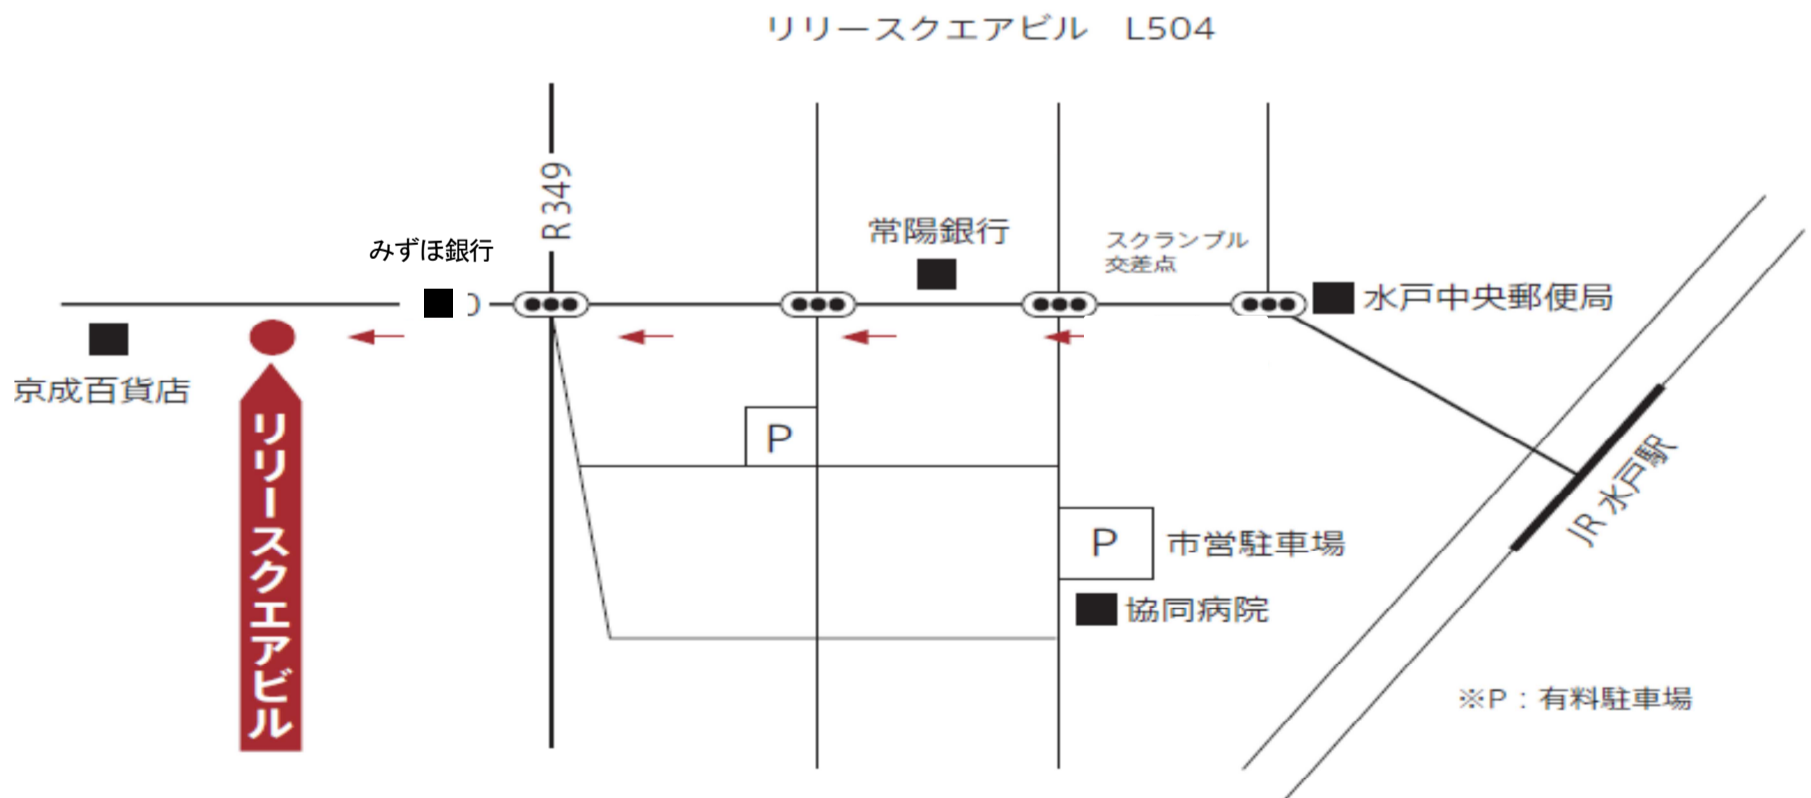 リリースクエアビル　L504
R 349
みずほ銀行
常陽銀行
スクランブル
交差点
水戸中央郵便局
京成百貨店
リリースクエアビル
P
P
市営駐車場
協同病院
JR 水戸駅
※P：有料駐車場